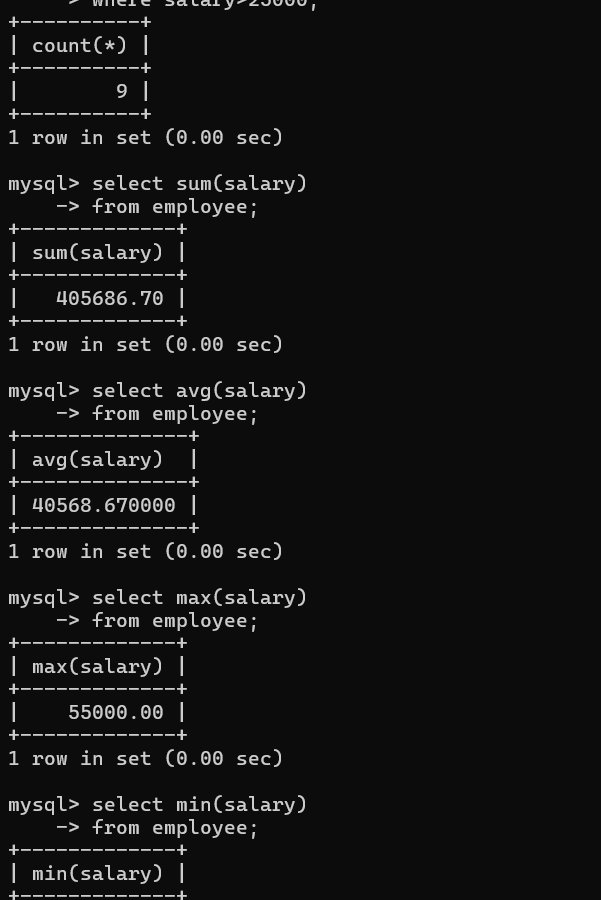 -> where salary>25000;
+----------+
| count(*) |
+----------+
|        9 |
+----------+
1 row in set (0.00 sec)

mysql> select sum(salary)
    -> from employee;
+-------------+
| sum(salary) |
+-------------+
|   405686.70 |
+-------------+
1 row in set (0.00 sec)

mysql> select avg(salary)
    -> from employee;
+--------------+
| avg(salary)  |
+--------------+
| 40568.670000 |
+--------------+
1 row in set (0.00 sec)

mysql> select max(salary)
    -> from employee;
+-------------+
| max(salary) |
+-------------+
|    55000.00 |
+-------------+
1 row in set (0.00 sec)

mysql> select min(salary)
    -> from employee;
+-------------+
| min(salary) |
+-------------+